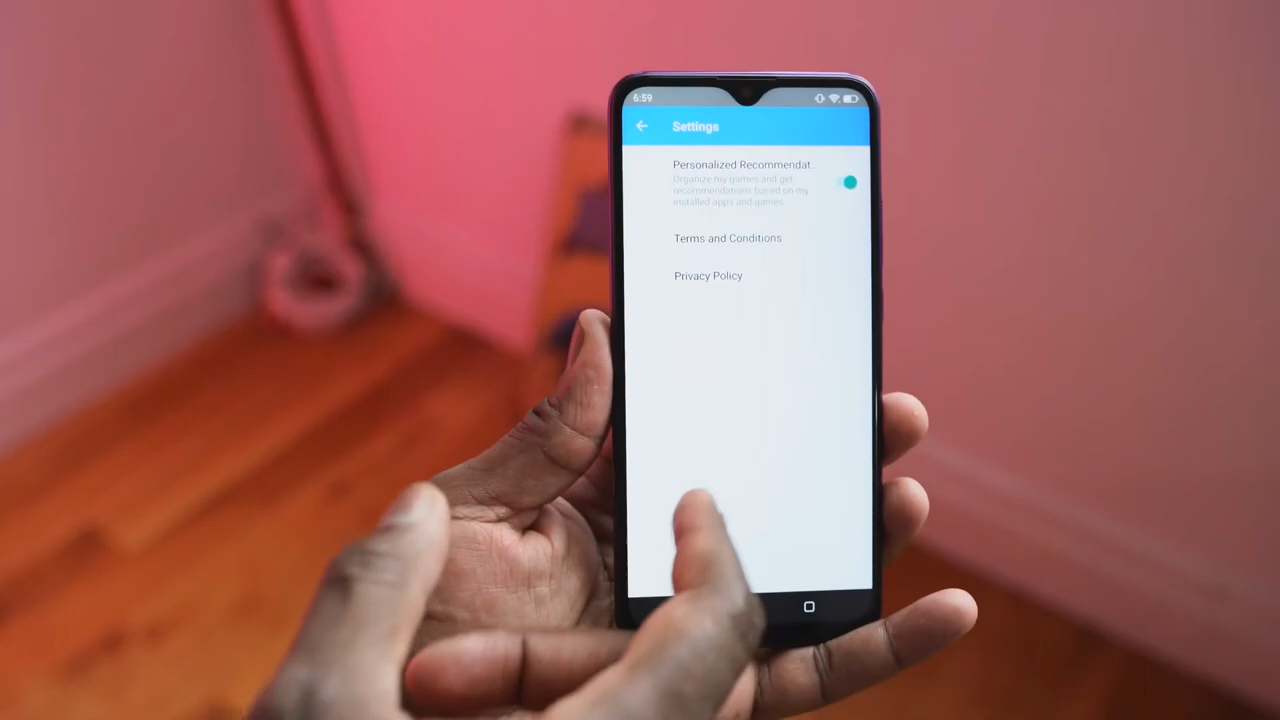 6:59
Settings
Personalized Recommendat..
Organize my games and get
recommendations based on my
installed apps and games.
Terms and Conditions
Privacy Policy